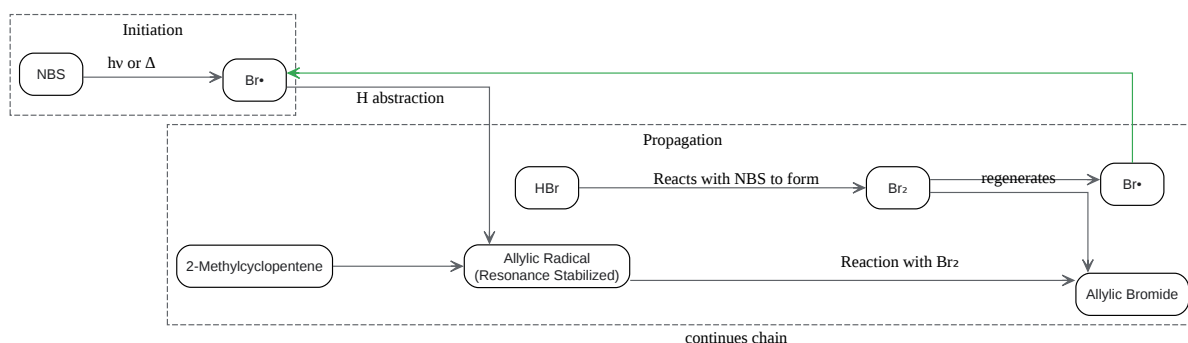 Initiation
NBS
hν or Δ
Br•
H abstraction
Propagation
HBr
Reacts with NBS to form
Br₂
regenerates
Br•
2-Methylcyclopentene
Allylic Radical
(Resonance Stabilized)
Reaction with Br₂
Allylic Bromide
continues chain